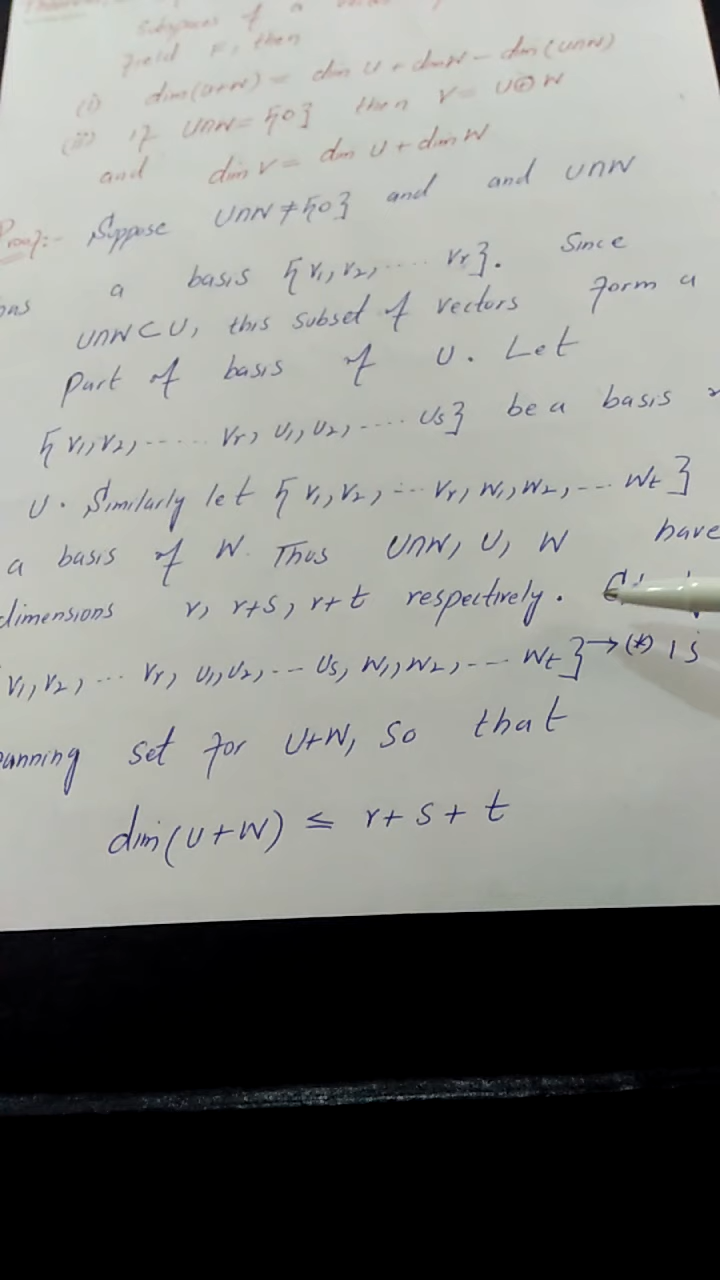 subspaces of a
field F, then
(i) dim(U+W) = dim U + dim W - dim(U∩W)
(ii) if U∩W = {0} then V = U⊕W
and dim V = dim U + dim W
Proof:- Suppose U∩W ≠ {0} and and U∩W
a basis {v₁, v₂, .... vr}. Since
U∩W ⊂ U, this subset of vectors form a
part of basis of U. Let
{v₁, v₂, ..... vr, u₁, u₂, .... us} be a basis
U. Similarly let {v₁, v₂, ... vr, w₁, w₂, ... wt}
a basis of W. Thus U∩W, U, W have
dimensions r, r+s, r+t respectively.
v₁, v₂, ... vr, u₁, u₂, ... us, w₁, w₂, ... wt} → (*) is
anning set for U+W, so that
dim(U+W) ≤ r + s + t